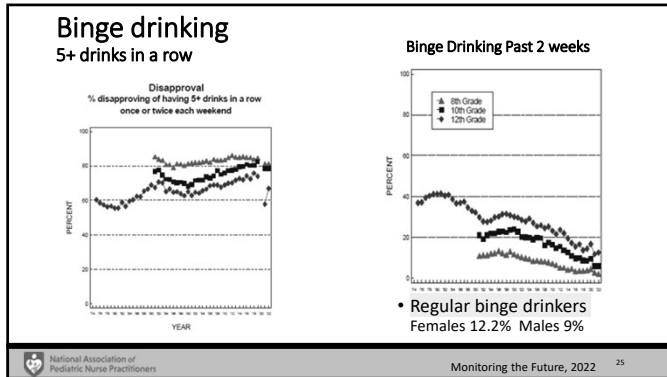 Binge drinking
5+ drinks in a row
Disapproval
% disapproving of having 5+ drinks in a row
once or twice each weekend
100
80
60
40
20
0
PERCENT
YEAR
Binge Drinking Past 2 weeks
100
80
60
40
20
0
PERCENT
8th Grade
10th Grade
12th Grade
• Regular binge drinkers
Females 12.2% Males 9%
National Association of
Pediatric Nurse Practitioners
Monitoring the Future, 2022
25